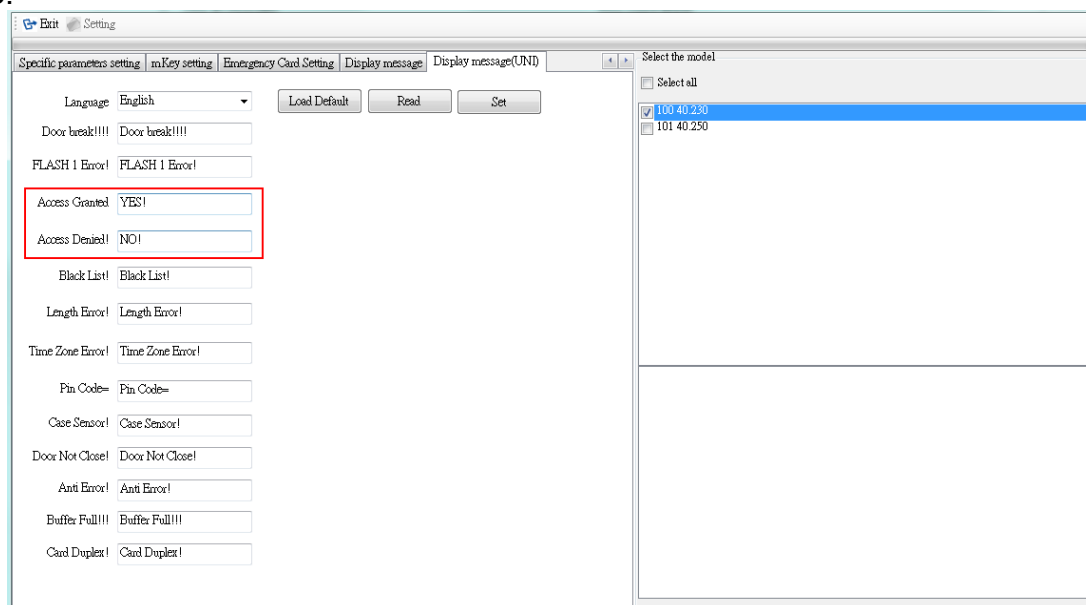 Exit Setting
Specific parameters setting mKey setting Emergency Card Setting Display message Display message(UNI)
Select the model
Select all
100 40.230
101 40.250
Language English Load Default Read Set
Door break!!!! Door break!!!!
FLASH 1 Error! FLASH 1 Error!
Access Granted YES!
Access Denied! NO!
Black List! Black List!
Length Error! Length Error!
Time Zone Error! Time Zone Error!
Pin Code= Pin Code=
Case Sensor! Case Sensor!
Door Not Close! Door Not Close!
Anti Error! Anti Error!
Buffer Full!!! Buffer Full!!!
Card Duplex! Card Duplex!